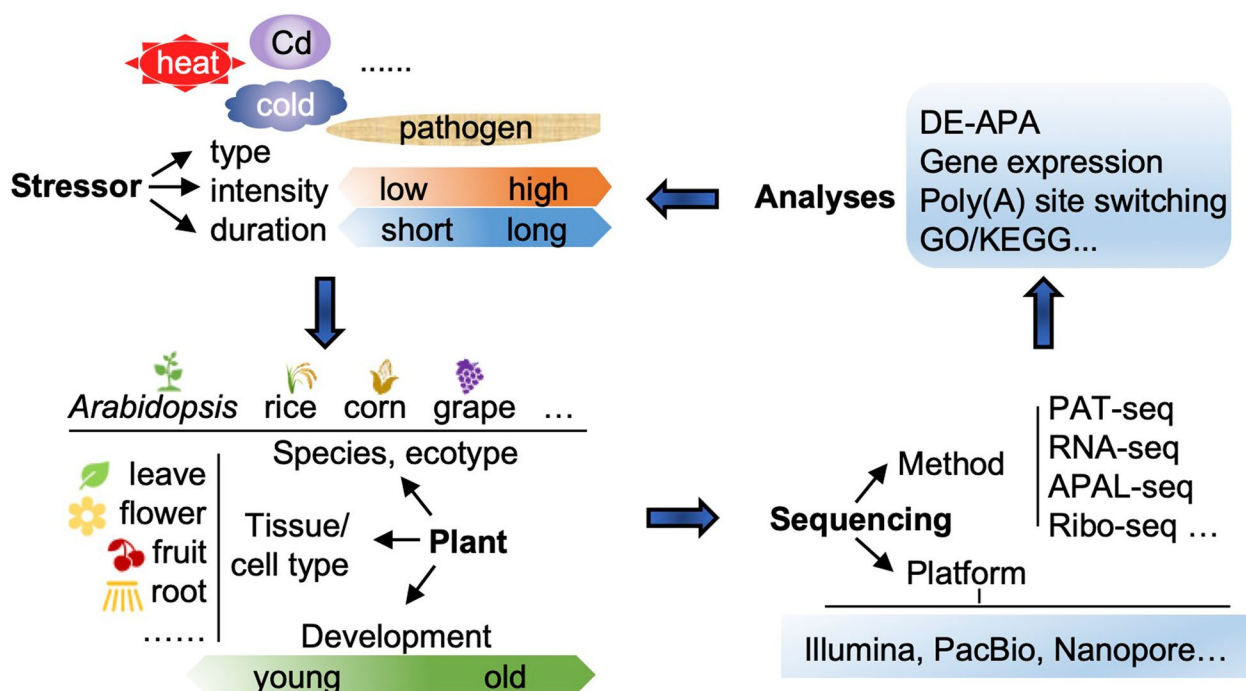 Cd
heat
......
cold
pathogen
type
Stressor
intensity
low high
duration
short long
Analyses
DE-APA
Gene expression
Poly(A) site switching
GO/KEGG...
Arabidopsis rice corn grape ...
Species, ecotype
leave
flower
fruit
root
......
Tissue/
cell type
Plant
Development
young old
Sequencing
Method
PAT-seq
RNA-seq
APAL-seq
Ribo-seq ...
Platform
Illumina, PacBio, Nanopore...